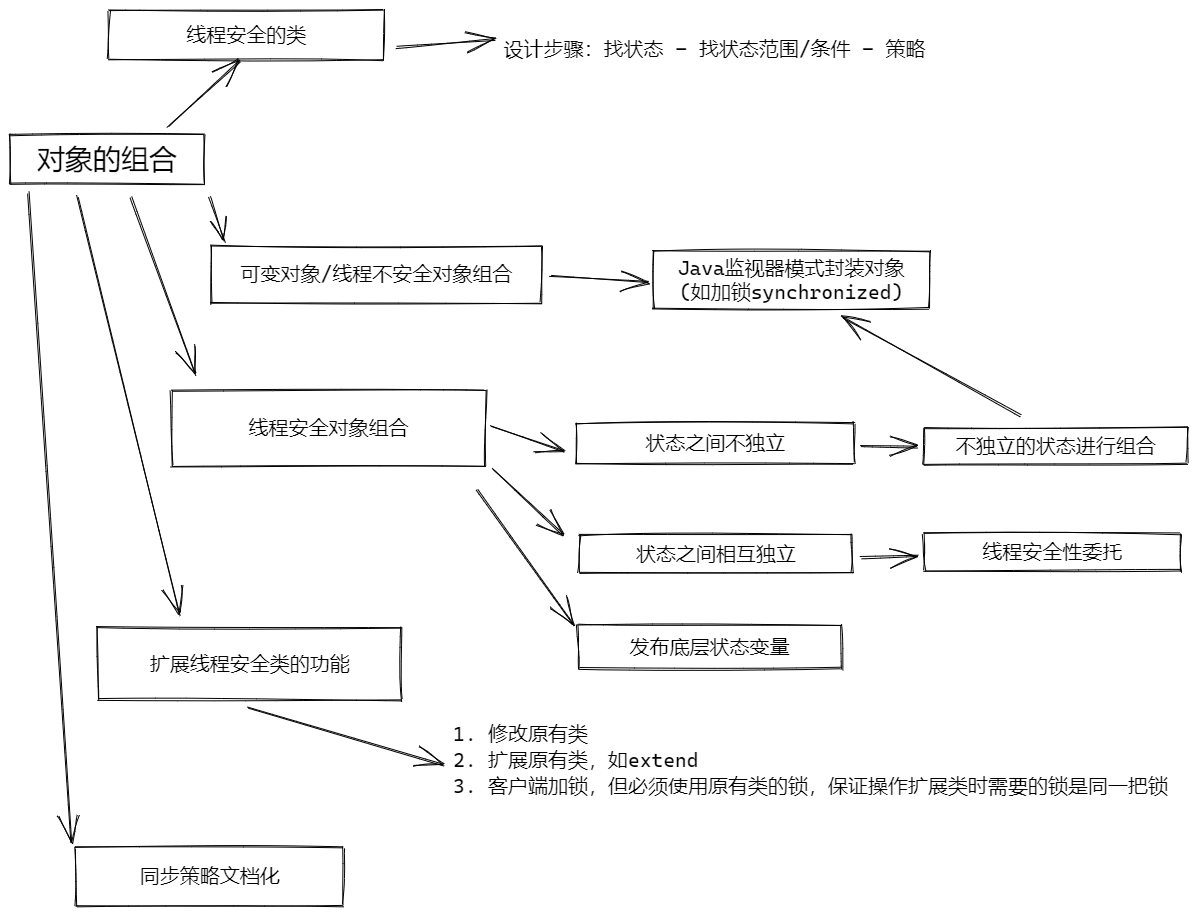 线程安全的类
设计步骤：找状态 - 找状态范围/条件 - 策略
对象的组合
可变对象/线程不安全对象组合
Java监视器模式封装对象
(如加锁synchronized)
线程安全对象组合
状态之间不独立
不独立的状态进行组合
状态之间相互独立
线程安全性委托
发布底层状态变量
扩展线程安全类的功能
1. 修改原有类
2. 扩展原有类，如extend
3. 客户端加锁，但必须使用原有类的锁，保证操作扩展类时需要的锁是同一把锁
同步策略文档化